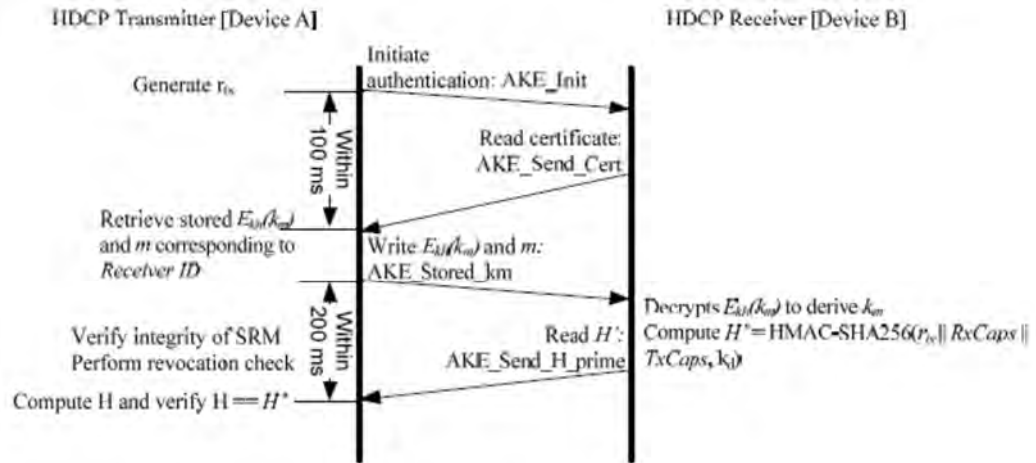 HDCP Transmitter [Device A]
HDCP Receiver [Device B]
Initiate
authentication: AKE_Init
Generate rtx
Within
100 ms
Read certificate:
AKE_Send_Cert
Retrieve stored Ekh(km)
and m corresponding to
Receiver ID
Write Ekh(km) and m:
AKE_Stored_km
Decrypts Ekh(km) to derive km
Within
200 ms
Verify integrity of SRM
Perform revocation check
Read H':
AKE_Send_H_prime
Compute H'=HMAC-SHA256(rtx|| RxCaps||
TxCaps, kd)
Compute H and verify H == H'